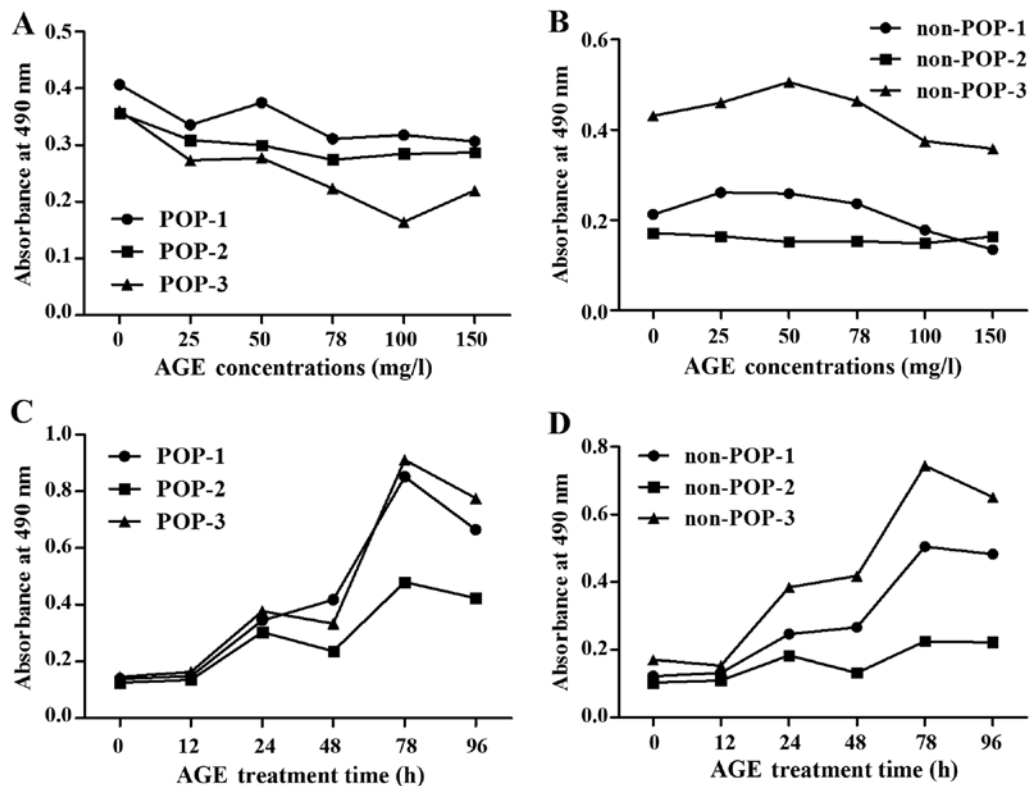 A
Absorbance at 490 nm
0.5
0.4
0.3
0.2
0.1
0.0
POP-1
POP-2
POP-3
0 25 50 78 100 150
AGE concentrations (mg/l)
B
Absorbance at 490 nm
0.6
0.4
0.2
0.0
non-POP-1
non-POP-2
non-POP-3
0 25 50 78 100 150
AGE concentrations (mg/l)
C
Absorbance at 490 nm
1.0
0.8
0.6
0.4
0.2
0.0
POP-1
POP-2
POP-3
0 12 24 48 78 96
AGE treatment time (h)
D
Absorbance at 490 nm
0.8
0.6
0.4
0.2
0.0
non-POP-1
non-POP-2
non-POP-3
0 12 24 48 78 96
AGE treatment time (h)